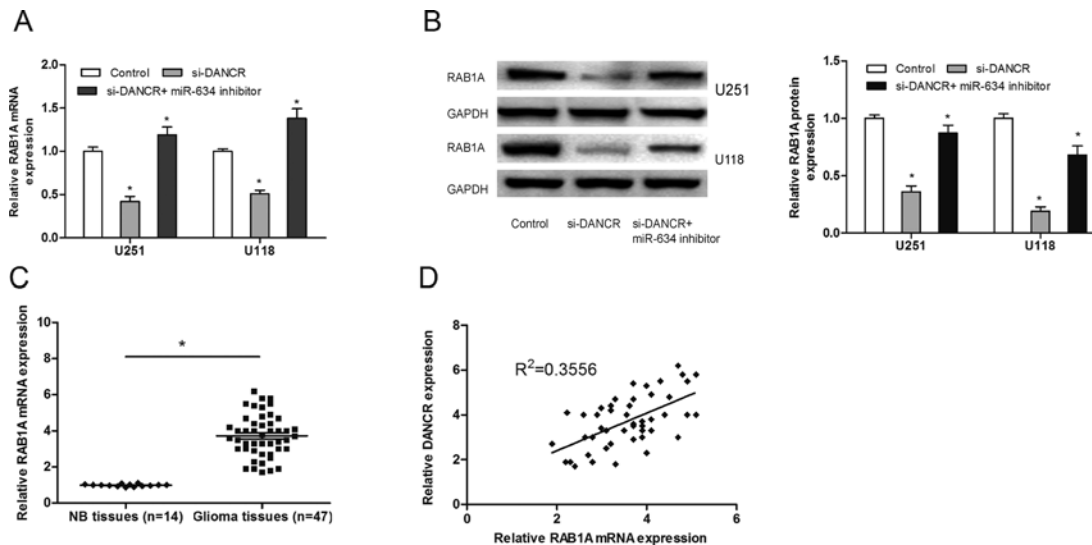 A
Control
si-DANCR
si-DANCR+ miR-634 inhibitor
Relative RAB1A mRNA
expression
2.0
1.5
1.0
0.5
0.0
*
*
*
*
U251
U118
B
RAB1A
GAPDH
RAB1A
GAPDH
U251
U118
Control
si-DANCR
si-DANCR+
miR-634 inhibitor
Control
si-DANCR
si-DANCR+ miR-634 inhibitor
Relative RAB1A protein
expression
1.5
1.0
0.5
0.0
*
*
*
*
U251
U118
C
Relative RAB1A mRNA expression
10
8
6
4
2
0
*
NB tissues (n=14)
Glioma tissues (n=47)
D
Relative DANCR expression
8
6
4
2
0
R²=0.3556
0
2
4
6
Relative RAB1A mRNA expression